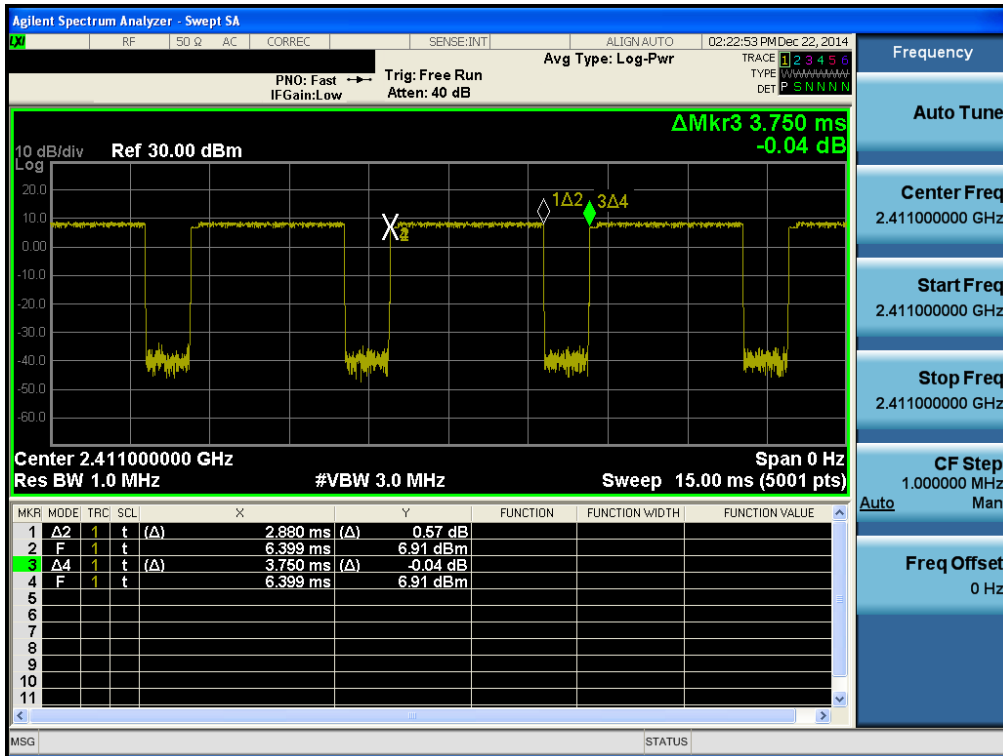 Agilent Spectrum Analyzer - Swept SA
LXI RF 50 Ω AC CORREC SENSE:INT ALIGN AUTO 02:22:53 PM Dec 22, 2014
Frequency
Avg Type: Log-Pwr
TRACE 1 2 3 4 5 6
TYPE
DET P S N N N N
PNO: Fast
IFGain:Low
Trig: Free Run
Atten: 40 dB
Auto Tune
ΔMkr3 3.750 ms
-0.04 dB
10 dB/div Ref 30.00 dBm
Log
20.0
10.0
0.00
-10.0
-20.0
-30.0
-40.0
-50.0
-60.0
1Δ2
3Δ4
X
Center Freq
2.411000000 GHz
Start Freq
2.411000000 GHz
Stop Freq
2.411000000 GHz
CF Step
1.000000 MHz
Auto Man
Freq Offset
0 Hz
Center 2.411000000 GHz Span 0 Hz
Res BW 1.0 MHz #VBW 3.0 MHz Sweep 15.00 ms (5001 pts)
MKR MODE TRC SCL X Y FUNCTION FUNCTION WIDTH FUNCTION VALUE
1 Δ2 1 t (Δ) 2.880 ms (Δ) 0.57 dB
2 F 1 t 6.399 ms 6.91 dBm
3 Δ4 1 t (Δ) 3.750 ms (Δ) -0.04 dB
4 F 1 t 6.399 ms 6.91 dBm
5
6
7
8
9
10
11
MSG STATUS